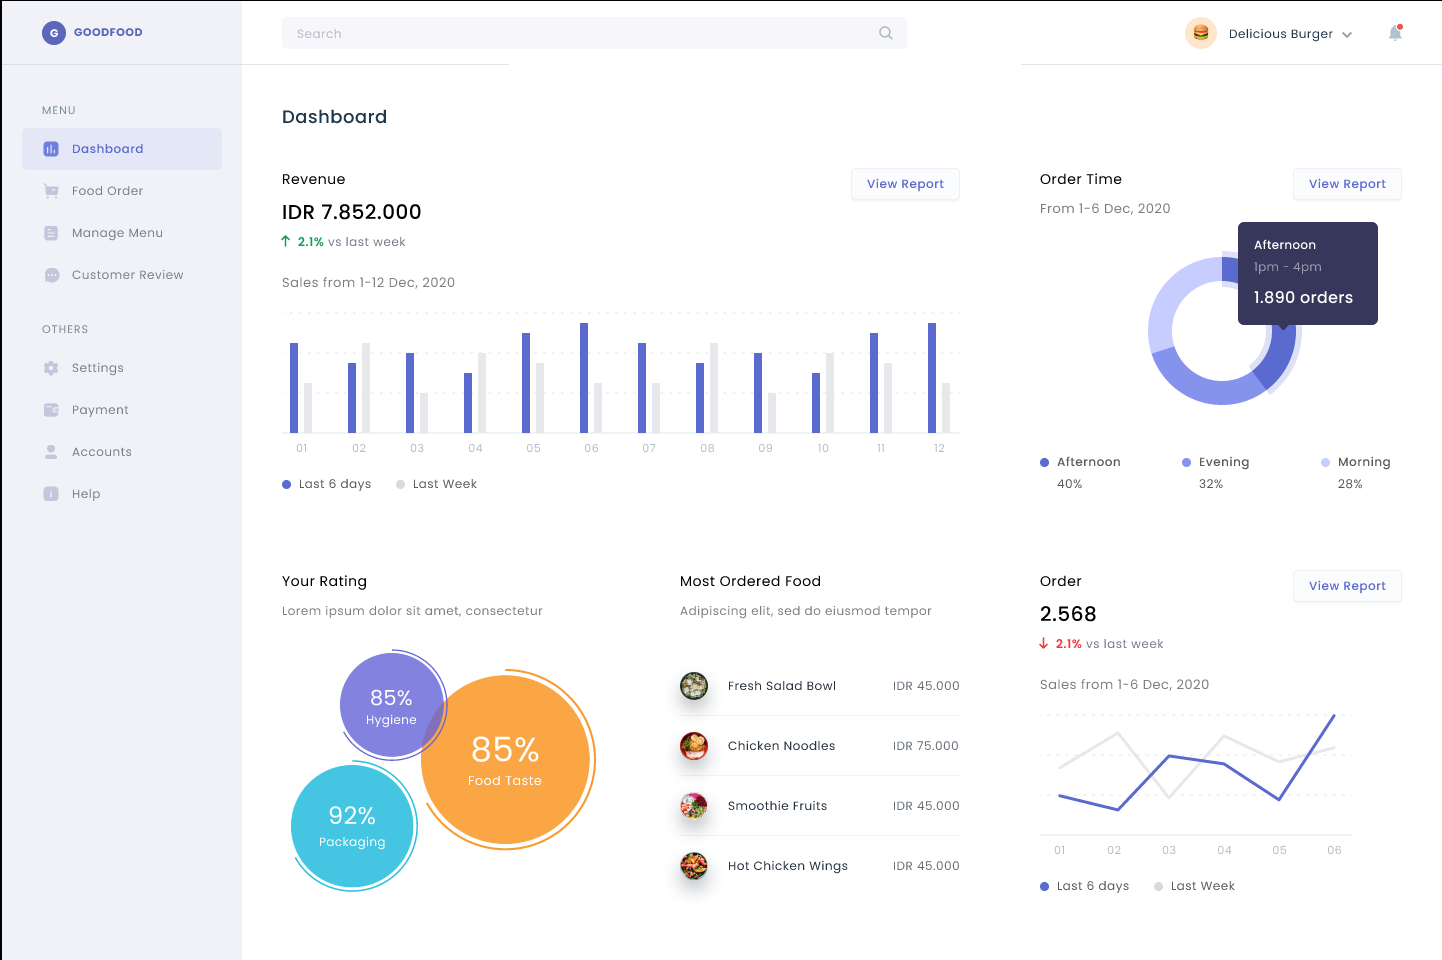 G GOODFOOD
Search
Delicious Burger
MENU
Dashboard
Food Order
Manage Menu
Customer Review
OTHERS
Settings
Payment
Accounts
Help
Dashboard
Revenue
View Report
IDR 7.852.000
2.1% vs last week
Sales from 1-12 Dec, 2020
01 02 03 04 05 06 07 08 09 10 11 12
Last 6 days Last Week
Order Time
View Report
From 1-6 Dec, 2020
Afternoon
1pm - 4pm
1.890 orders
Afternoon Evening Morning
40% 32% 28%
Your Rating
Lorem ipsum dolor sit amet, consectetur
85%
Hygiene
85%
Food Taste
92%
Packaging
Most Ordered Food
Adipiscing elit, sed do eiusmod tempor
Fresh Salad Bowl IDR 45.000
Chicken Noodles IDR 75.000
Smoothie Fruits IDR 45.000
Hot Chicken Wings IDR 45.000
Order
View Report
2.568
2.1% vs last week
Sales from 1-6 Dec, 2020
01 02 03 04 05 06
Last 6 days Last Week